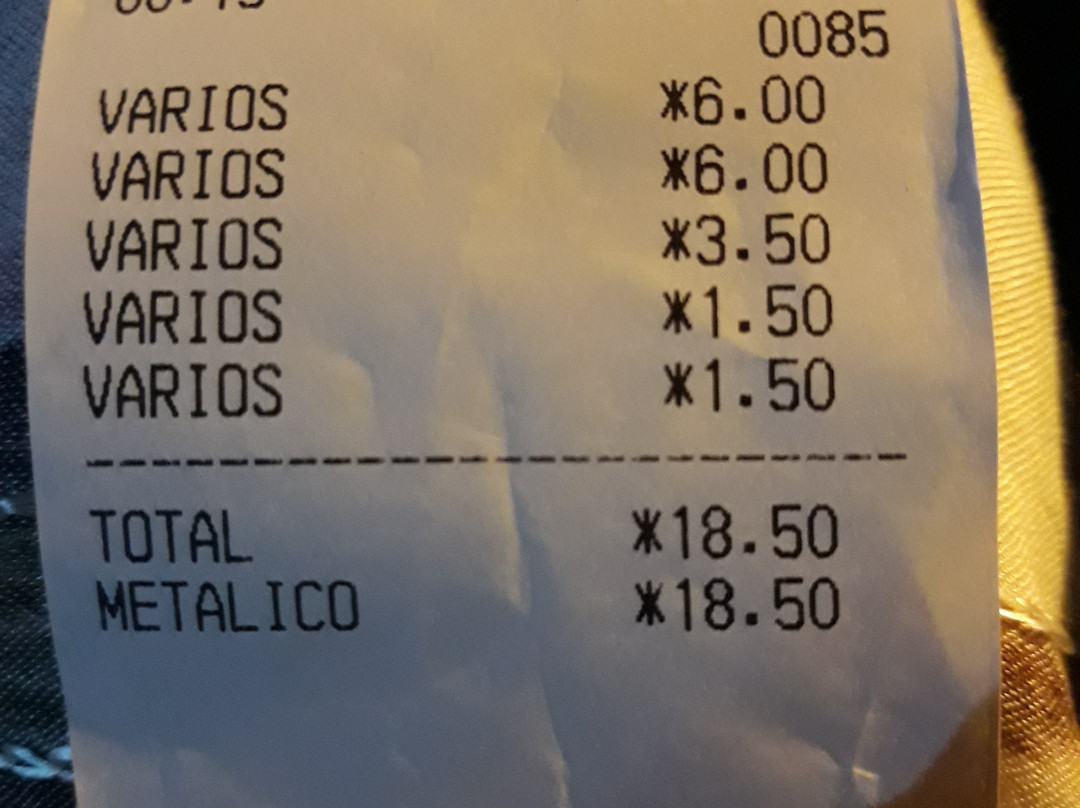 0085
VARIOS *6.00
VARIOS *6.00
VARIOS *3.50
VARIOS *1.50
VARIOS *1.50
--------------------------
TOTAL *18.50
METALICO *18.50